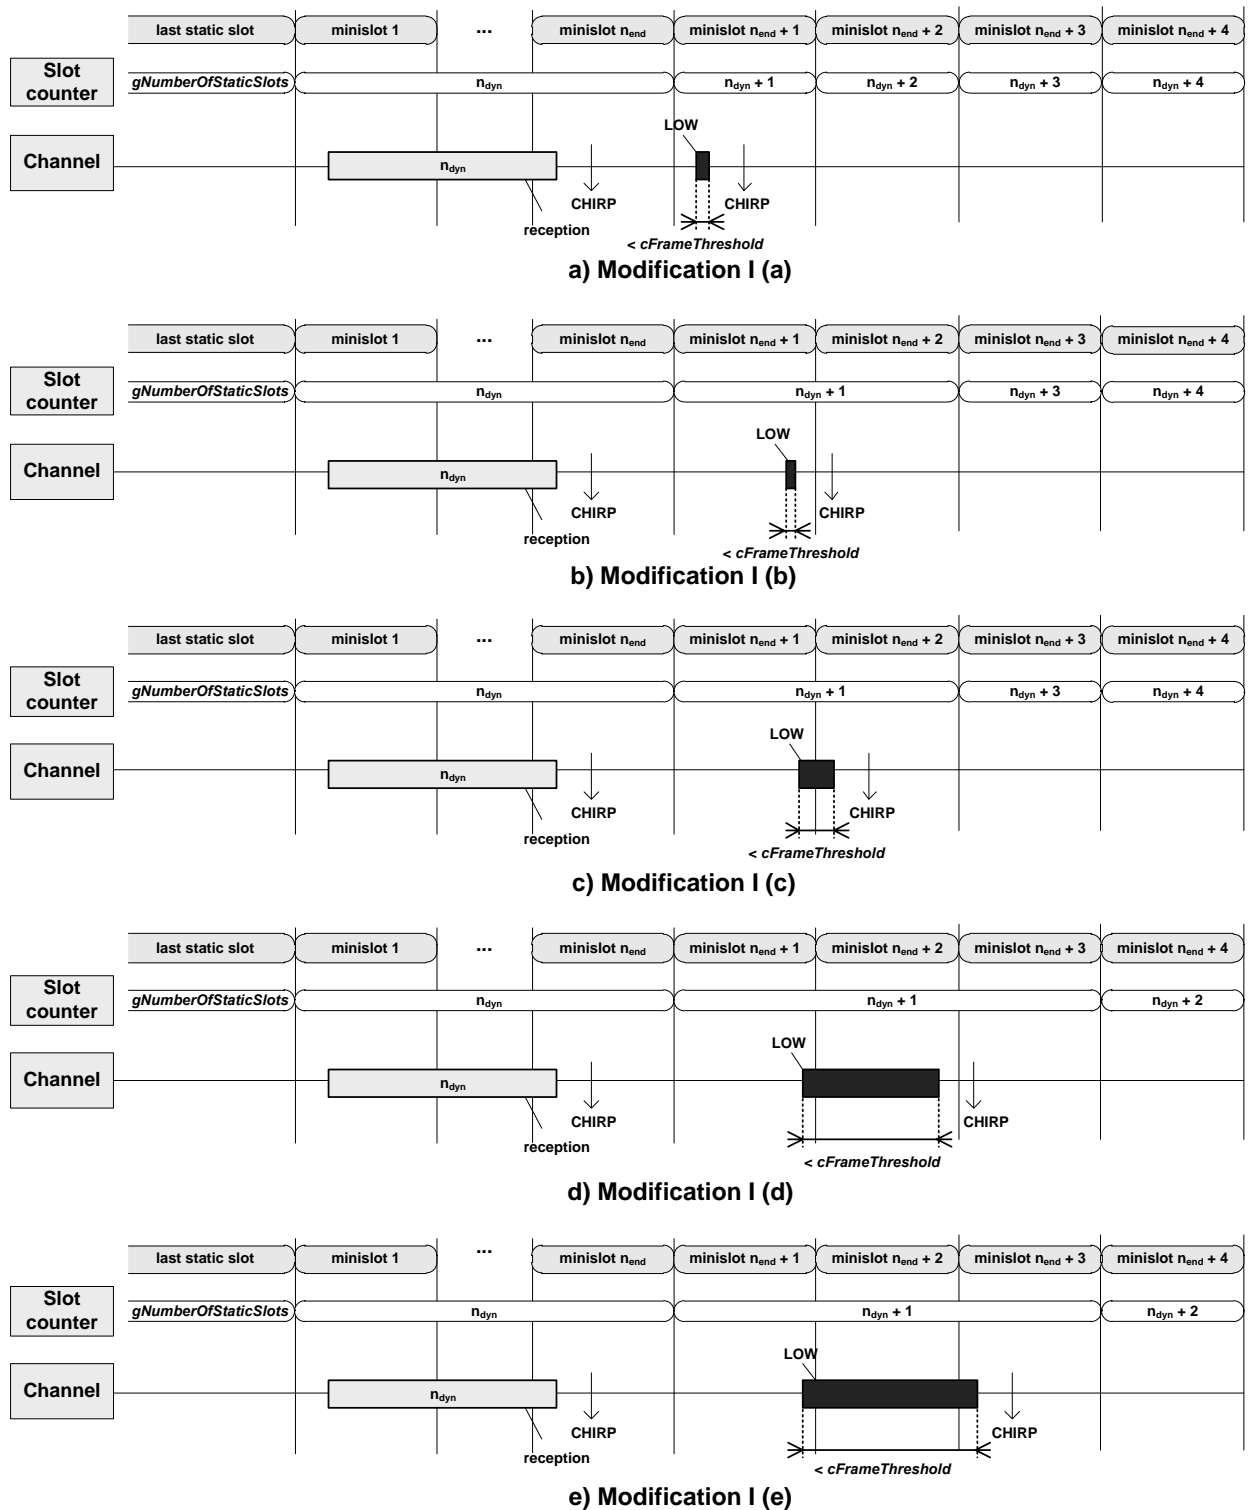 last static slot minislot 1 ... minislot nend minislot nend + 1 minislot nend + 2 minislot nend + 3 minislot nend + 4
Slot counter gNumberOfStaticSlots ndyn ndyn + 1 ndyn + 2 ndyn + 3 ndyn + 4
LOW
Channel ndyn
CHIRP CHIRP
reception
< cFrameThreshold
a) Modification I (a)
last static slot minislot 1 ... minislot nend minislot nend + 1 minislot nend + 2 minislot nend + 3 minislot nend + 4
Slot counter gNumberOfStaticSlots ndyn ndyn + 1 ndyn + 3 ndyn + 4
LOW
Channel ndyn
CHIRP CHIRP
reception
< cFrameThreshold
b) Modification I (b)
last static slot minislot 1 ... minislot nend minislot nend + 1 minislot nend + 2 minislot nend + 3 minislot nend + 4
Slot counter gNumberOfStaticSlots ndyn ndyn + 1 ndyn + 3 ndyn + 4
LOW
Channel ndyn
CHIRP CHIRP
reception
< cFrameThreshold
c) Modification I (c)
last static slot minislot 1 ... minislot nend minislot nend + 1 minislot nend + 2 minislot nend + 3 minislot nend + 4
Slot counter gNumberOfStaticSlots ndyn ndyn + 1 ndyn + 2
LOW
Channel ndyn
CHIRP CHIRP
reception
< cFrameThreshold
d) Modification I (d)
last static slot minislot 1 ... minislot nend minislot nend + 1 minislot nend + 2 minislot nend + 3 minislot nend + 4
Slot counter gNumberOfStaticSlots ndyn ndyn + 1 ndyn + 2
LOW
Channel ndyn
CHIRP CHIRP
reception
< cFrameThreshold
e) Modification I (e)